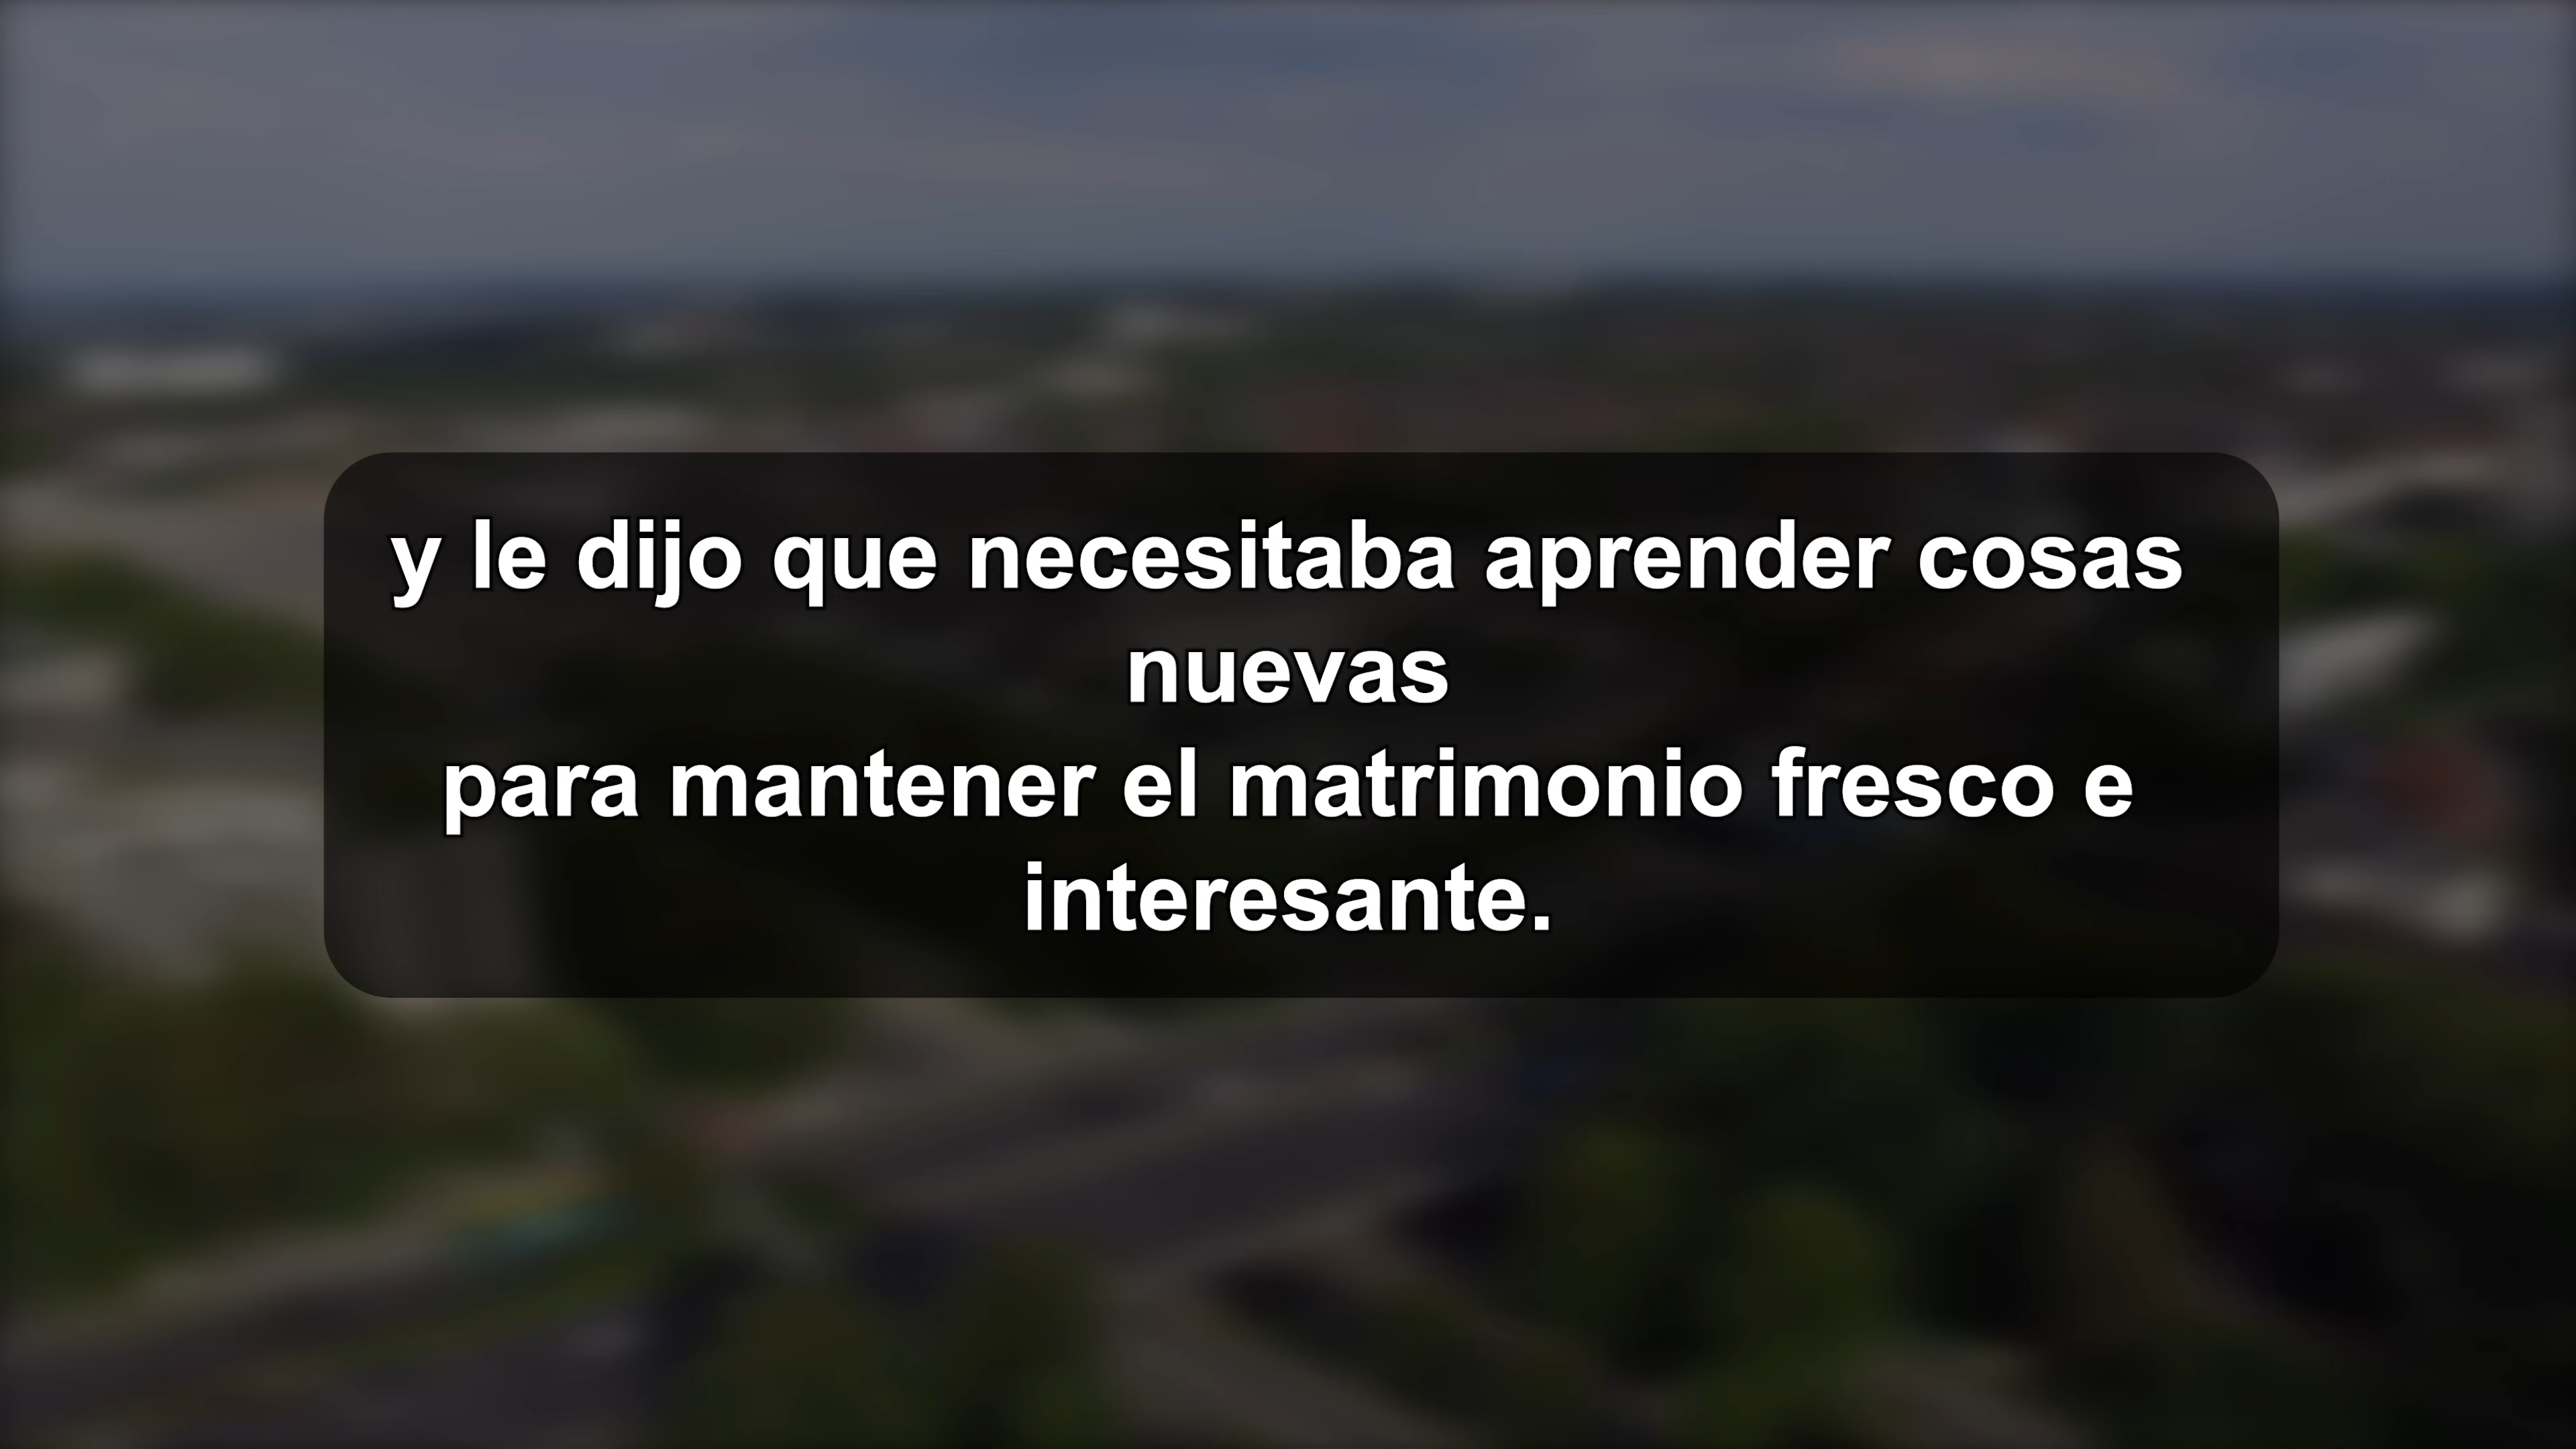 y le dijo que necesitaba aprender cosas
nuevas
para mantener el matrimonio fresco e
interesante.